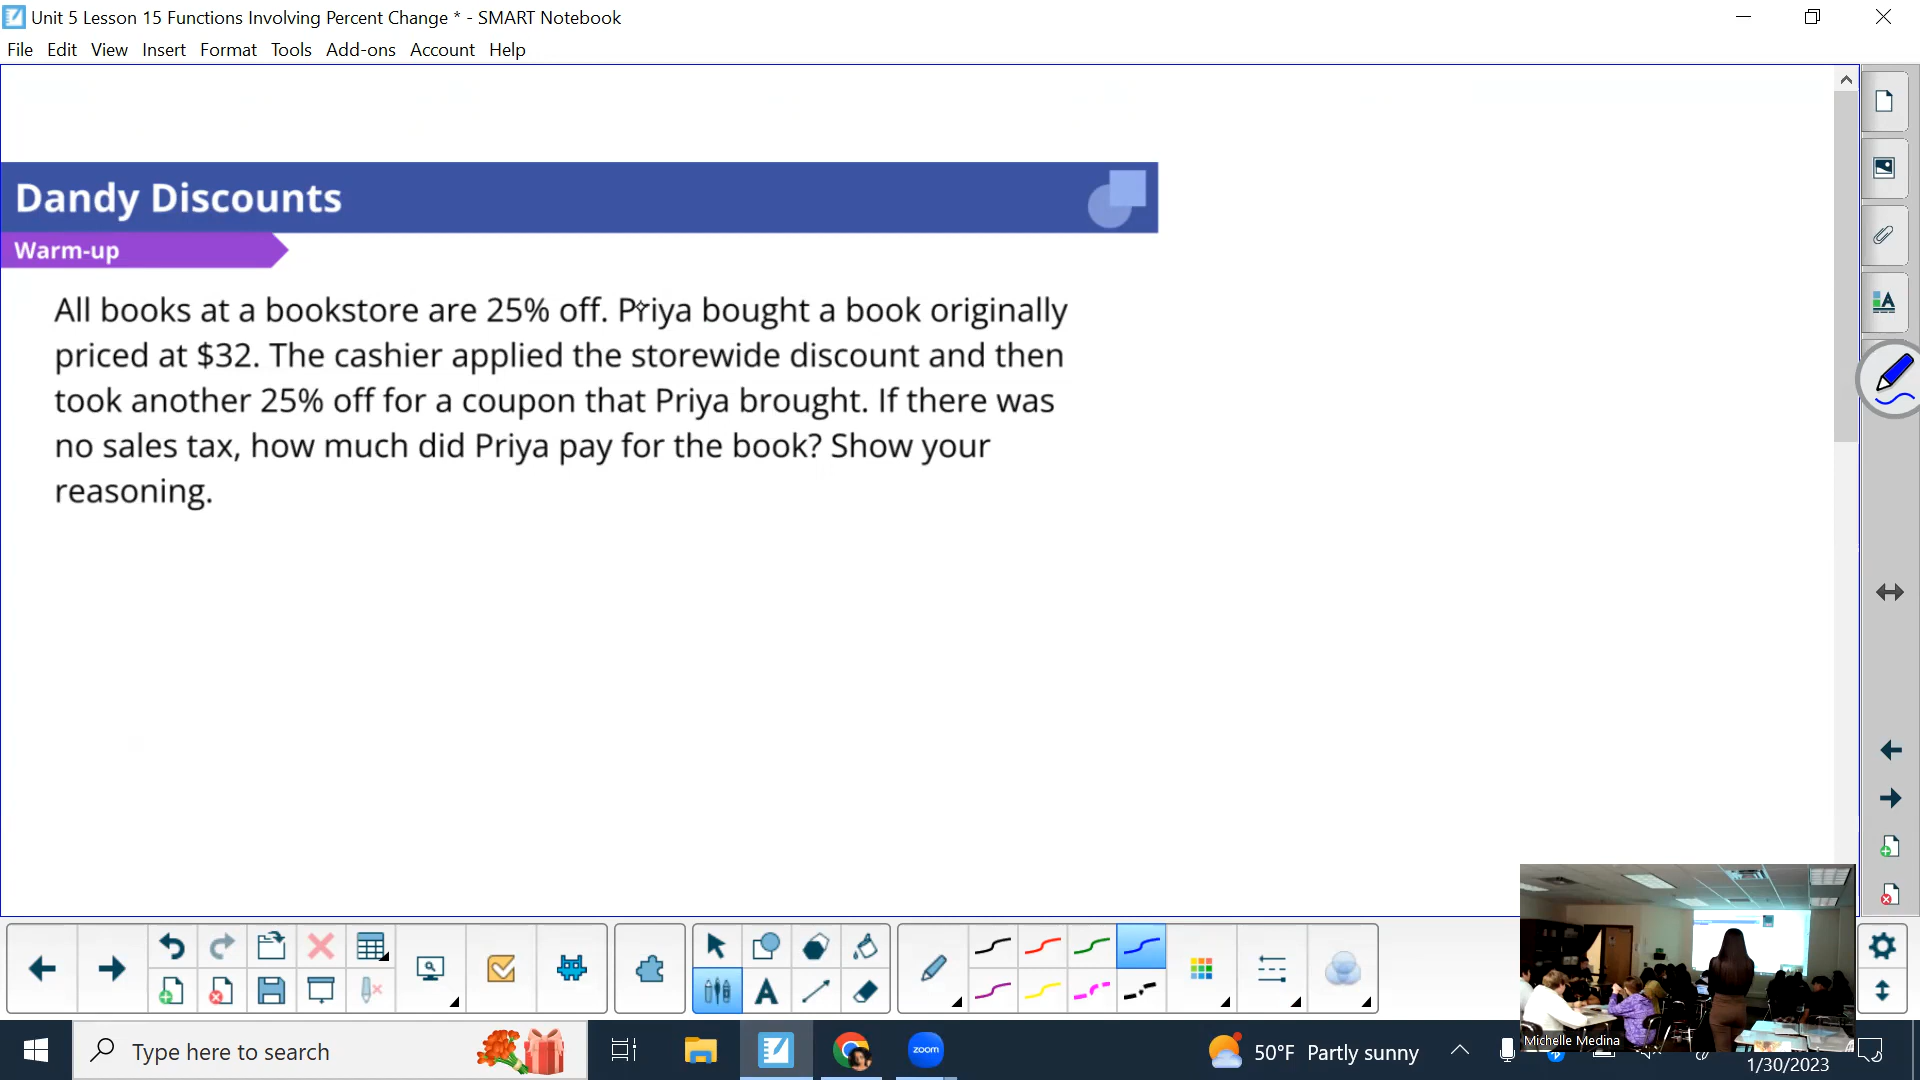 Unit 5 Lesson 15 Functions Involving Percent Change * - SMART Notebook
File Edit View Insert Format Tools Add-ons Account Help
Dandy Discounts
Warm-up
All books at a bookstore are 25% off. Priya bought a book originally
priced at $32. The cashier applied the storewide discount and then
took another 25% off for a coupon that Priya brought. If there was
no sales tax, how much did Priya pay for the book? Show your
reasoning.
Michelle Medina
Type here to search
zoom
50°F Partly sunny
1/30/2023